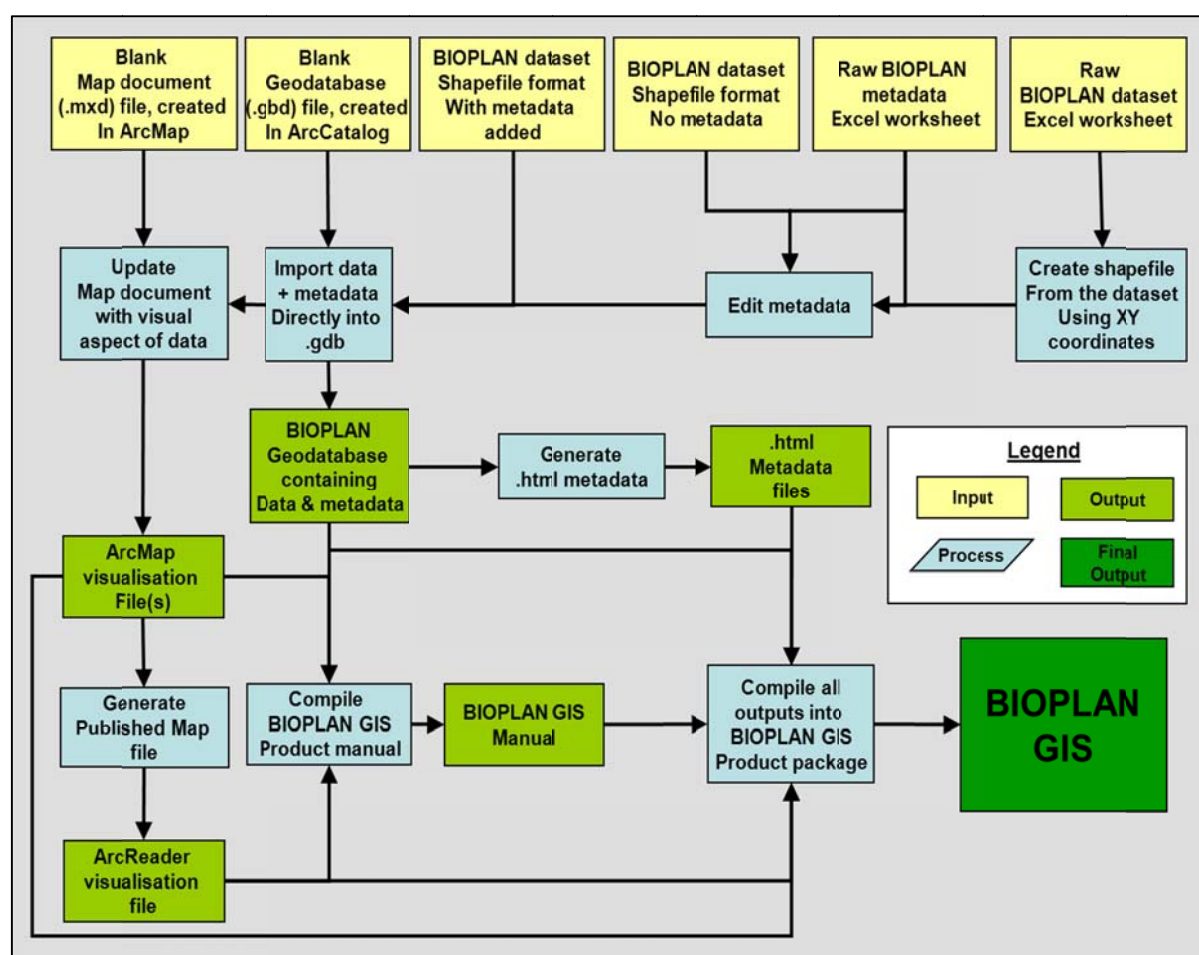 Blank
Map document
(.mxd) file, created
In ArcMap
Blank
Geodatabase
(.gbd) file, created
In ArcCatalog
BIOPLAN dataset
Shapefile format
With metadata
added
BIOPLAN dataset
Shapefile format
No metadata
Raw BIOPLAN
metadata
Excel worksheet
Raw
BIOPLAN dataset
Excel worksheet
Update
Map document
with visual
aspect of data
Import data
+ metadata
Directly into
.gdb
Edit metadata
Create shapefile
From the dataset
Using XY
coordinates
BIOPLAN
Geodatabase
containing
Data & metadata
Generate
.html metadata
.html
Metadata
files
Legend
Input
Output
Process
Final
Output
ArcMap
visualisation
File(s)
Generate
Published Map
file
Compile
BIOPLAN GIS
Product manual
BIOPLAN GIS
Manual
Compile all
outputs into
BIOPLAN GIS
Product package
BIOPLAN
GIS
ArcReader
visualisation
file